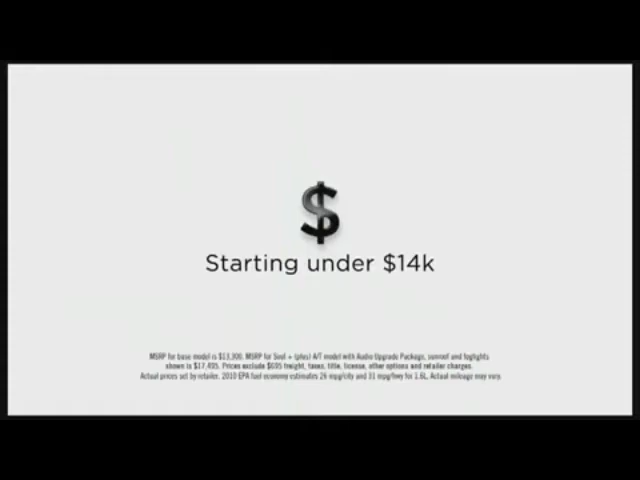 $
Starting under $14k
MSRP for base model is $13,300. MSRP for Soul + (plus) A/T model with Audio Upgrade Package, sunroof and foglights
shown is $17,495. Prices exclude $695 freight, taxes, title, license, other options and retailer charges.
Actual prices set by retailer. 2010 EPA fuel economy estimates 26 mpg/city and 31 mpg/hwy for 1.6L. Actual mileage may vary.